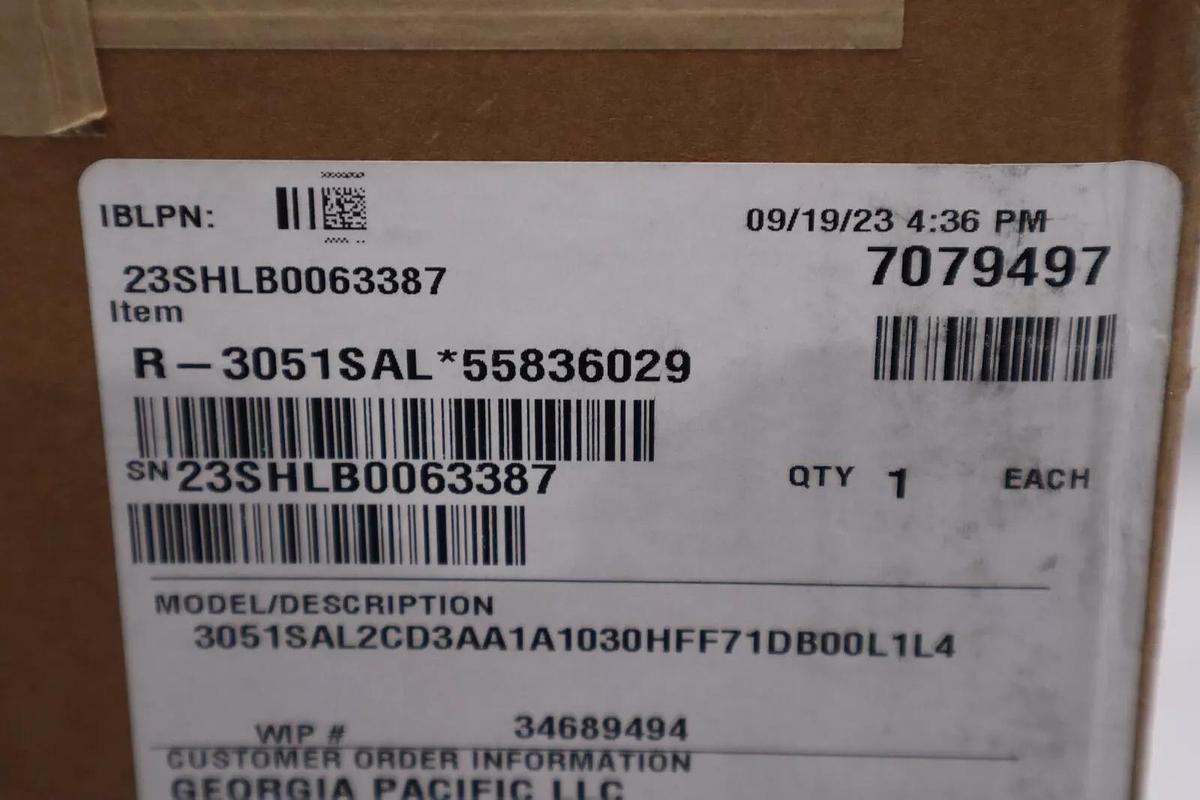 IBLPN:
09/19/23 4:36 PM
7079497
23SHLB0063387
Item
R-3051SAL*55836029
SN 23SHLB0063387
QTY 1 EACH
MODEL/DESCRIPTION
3051SAL2CD3AA1A1030HFF71DB00L1L4
WIP # 34689494
CUSTOMER ORDER INFORMATION
GEORGIA PACIFIC LLC